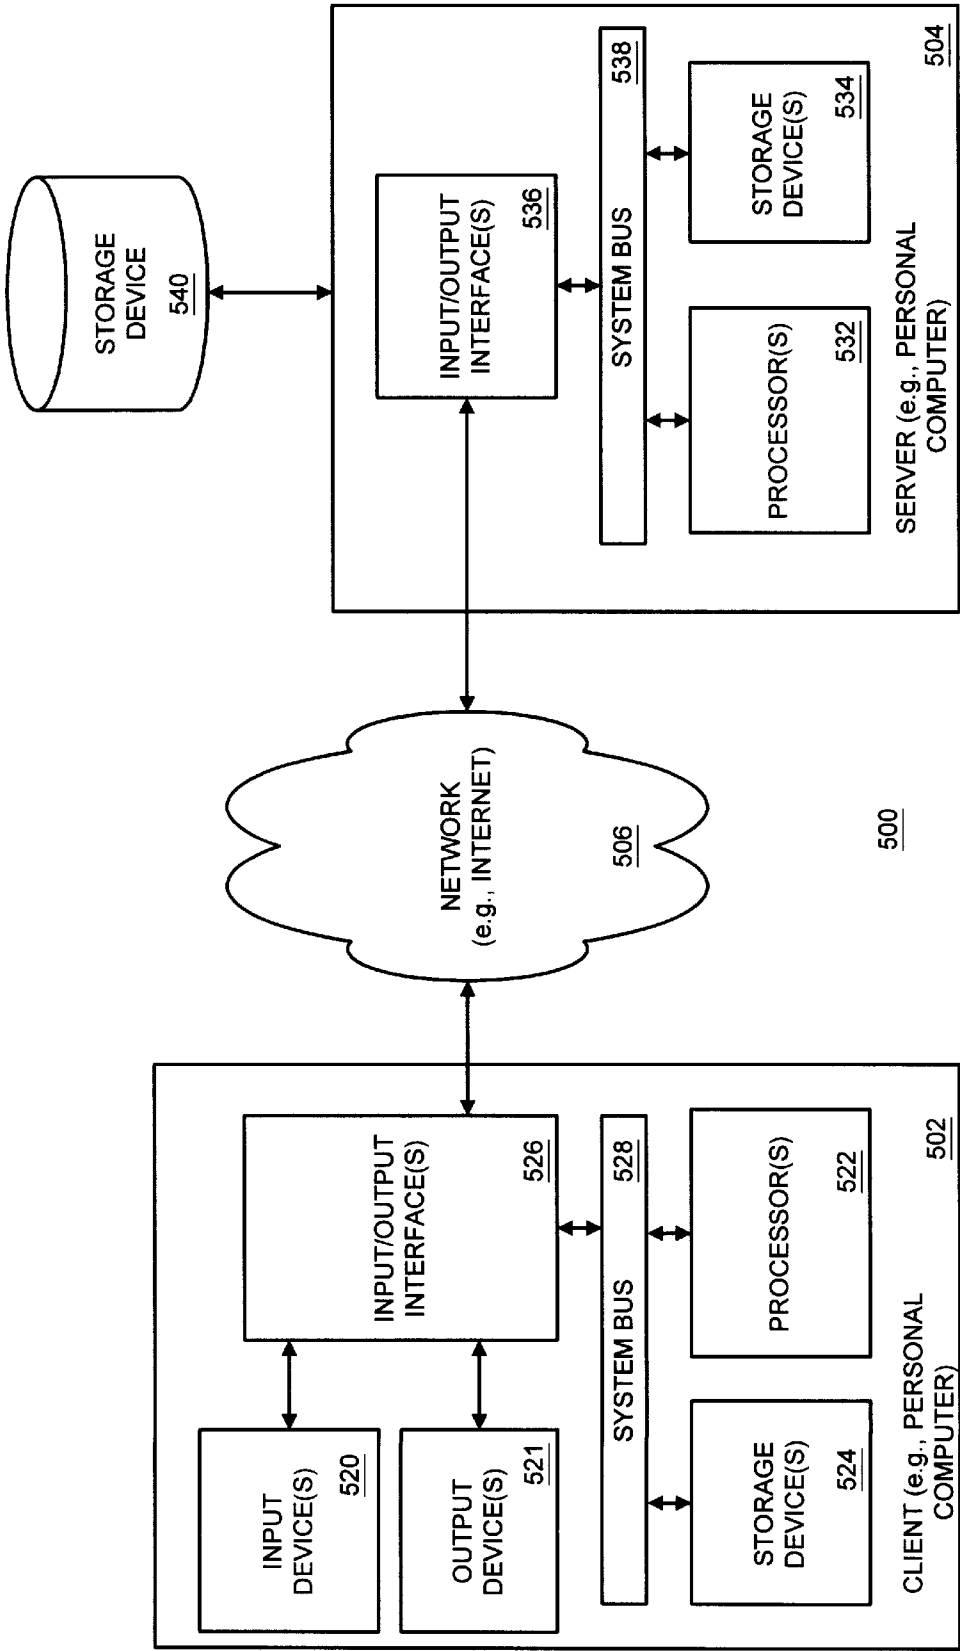 INPUT
DEVICE(S)
520
OUTPUT
DEVICE(S)
521
INPUT/OUTPUT
INTERFACE(S)
526
SYSTEM BUS
528
STORAGE
DEVICE(S)
524
PROCESSOR(S)
522
CLIENT (e.g., PERSONAL
COMPUTER)
502
NETWORK
(e.g., INTERNET)
506
500
STORAGE
DEVICE
540
INPUT/OUTPUT
INTERFACE(S)
536
SYSTEM BUS
538
PROCESSOR(S)
532
STORAGE
DEVICE(S)
534
SERVER (e.g., PERSONAL
COMPUTER)
504